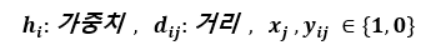 hᵢ: 가중치 , dᵢⱼ: 거리 , xⱼ , yᵢⱼ ∈ {1, 0}